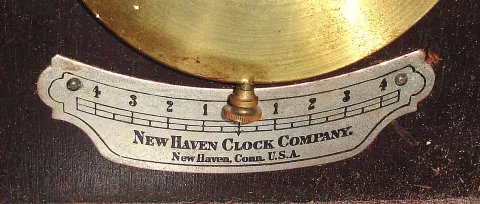 4 3 2 1 1 2 3 4
NEW HAVEN CLOCK COMPANY.
NEW HAVEN, CONN. U.S.A.